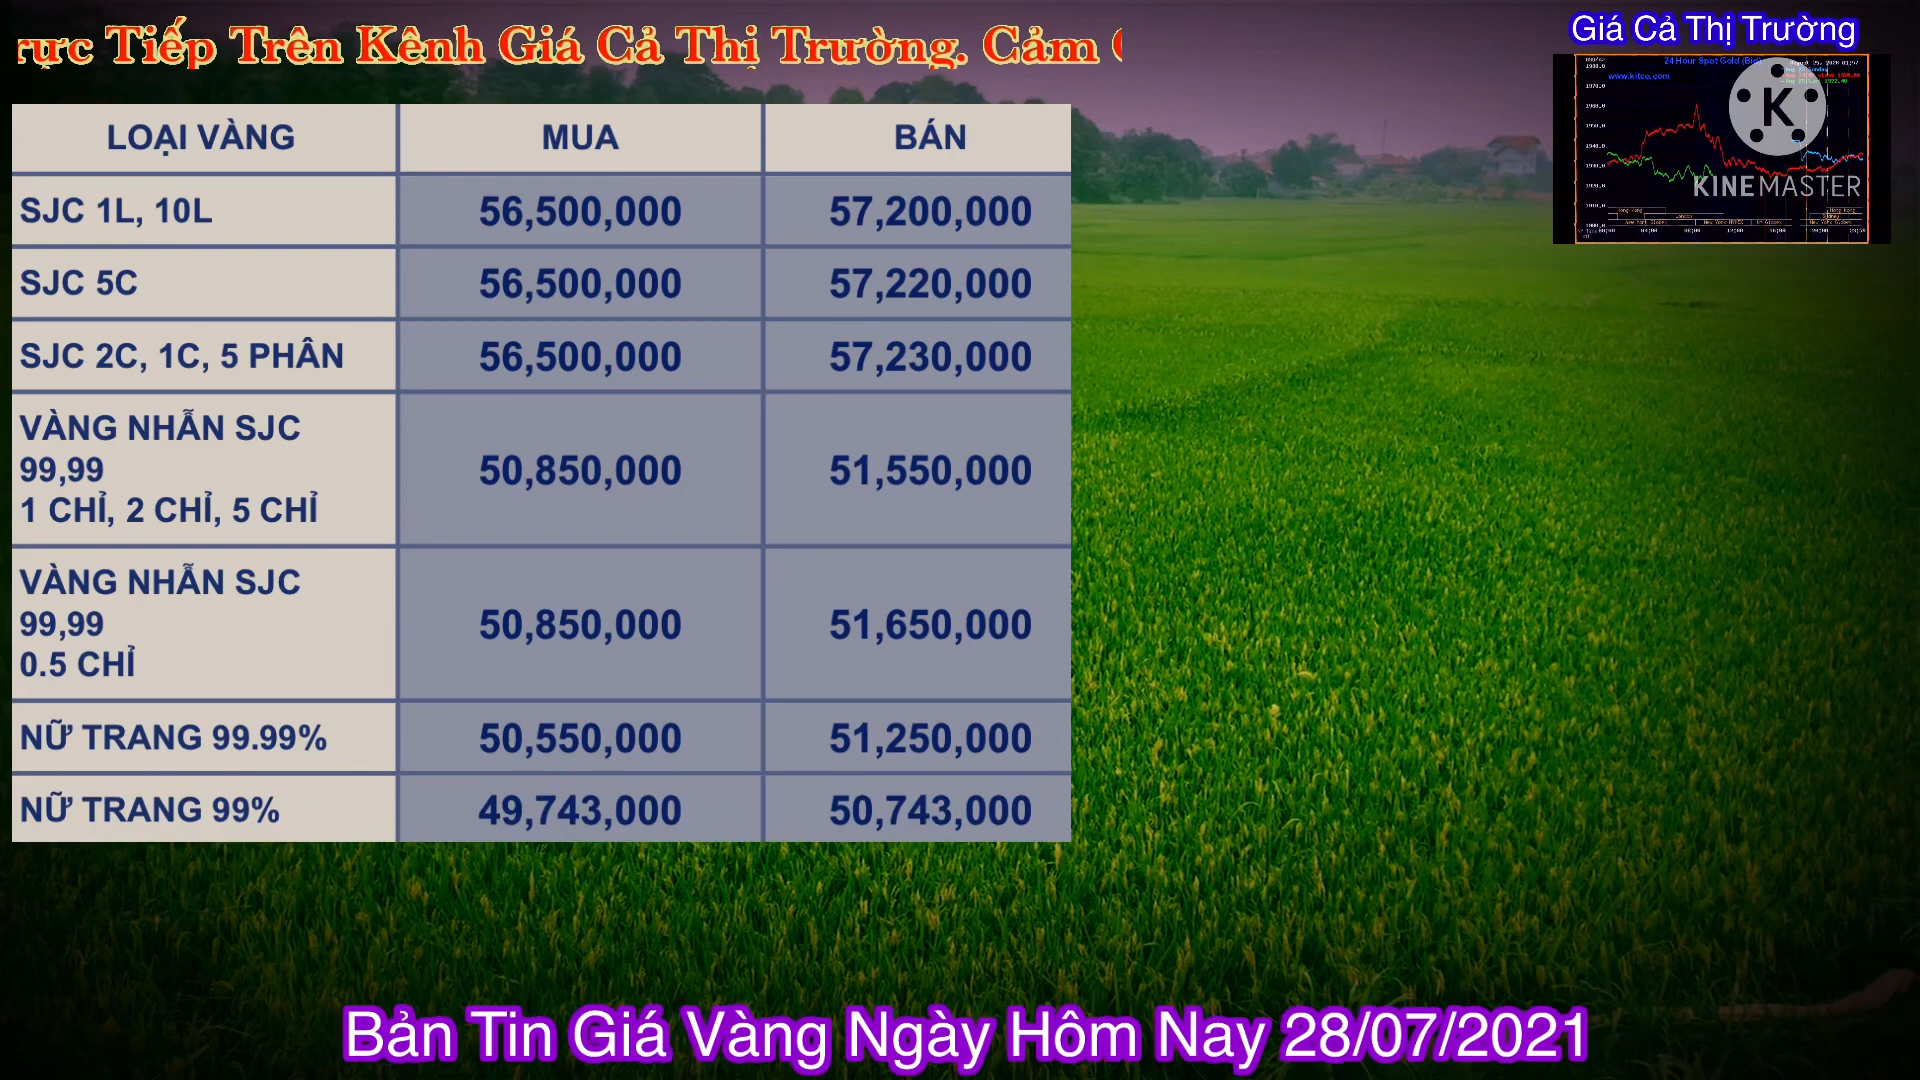 Tiếp Trên Kênh Giá Cả Thị Trường. Cảm
Giá Cả Thị Trường
24 Hour Spot Gold (Bid)
www.kitco.com
KINEMASTER
LOẠI VÀNG MUA BÁN
SJC 1L, 10L 56,500,000 57,200,000
SJC 5C 56,500,000 57,220,000
SJC 2C, 1C, 5 PHÂN 56,500,000 57,230,000
VÀNG NHẪN SJC
99,99
1 CHỈ, 2 CHỈ, 5 CHỈ 50,850,000 51,550,000
VÀNG NHẪN SJC
99,99
0.5 CHỈ 50,850,000 51,650,000
NỮ TRANG 99.99% 50,550,000 51,250,000
NỮ TRANG 99% 49,743,000 50,743,000
Bản Tin Giá Vàng Ngày Hôm Nay 28/07/2021